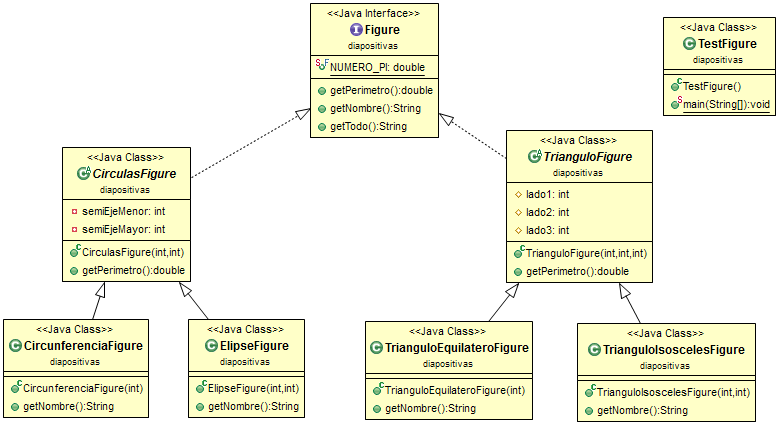 <<Java Interface>>
I Figure
diapositivas
S F NUMERO_PI: double
getPerimetro():double
getNombre():String
getTodo():String
<<Java Class>>
C TestFigure
diapositivas
C TestFigure()
S main(String[]):void
<<Java Class>>
C A CirculasFigure
diapositivas
semiEjeMenor: int
semiEjeMayor: int
C CirculasFigure(int,int)
getPerimetro():double
<<Java Class>>
C A TrianguloFigure
diapositivas
lado1: int
lado2: int
lado3: int
C TrianguloFigure(int,int,int)
getPerimetro():double
<<Java Class>>
C CircunferenciaFigure
diapositivas
C CircunferenciaFigure(int)
getNombre():String
<<Java Class>>
C ElipseFigure
diapositivas
C ElipseFigure(int,int)
getNombre():String
<<Java Class>>
C TrianguloEquilateroFigure
diapositivas
C TrianguloEquilateroFigure(int)
getNombre():String
<<Java Class>>
C TrianguloIsoscelesFigure
diapositivas
C TrianguloIsoscelesFigure(int,int)
getNombre():String